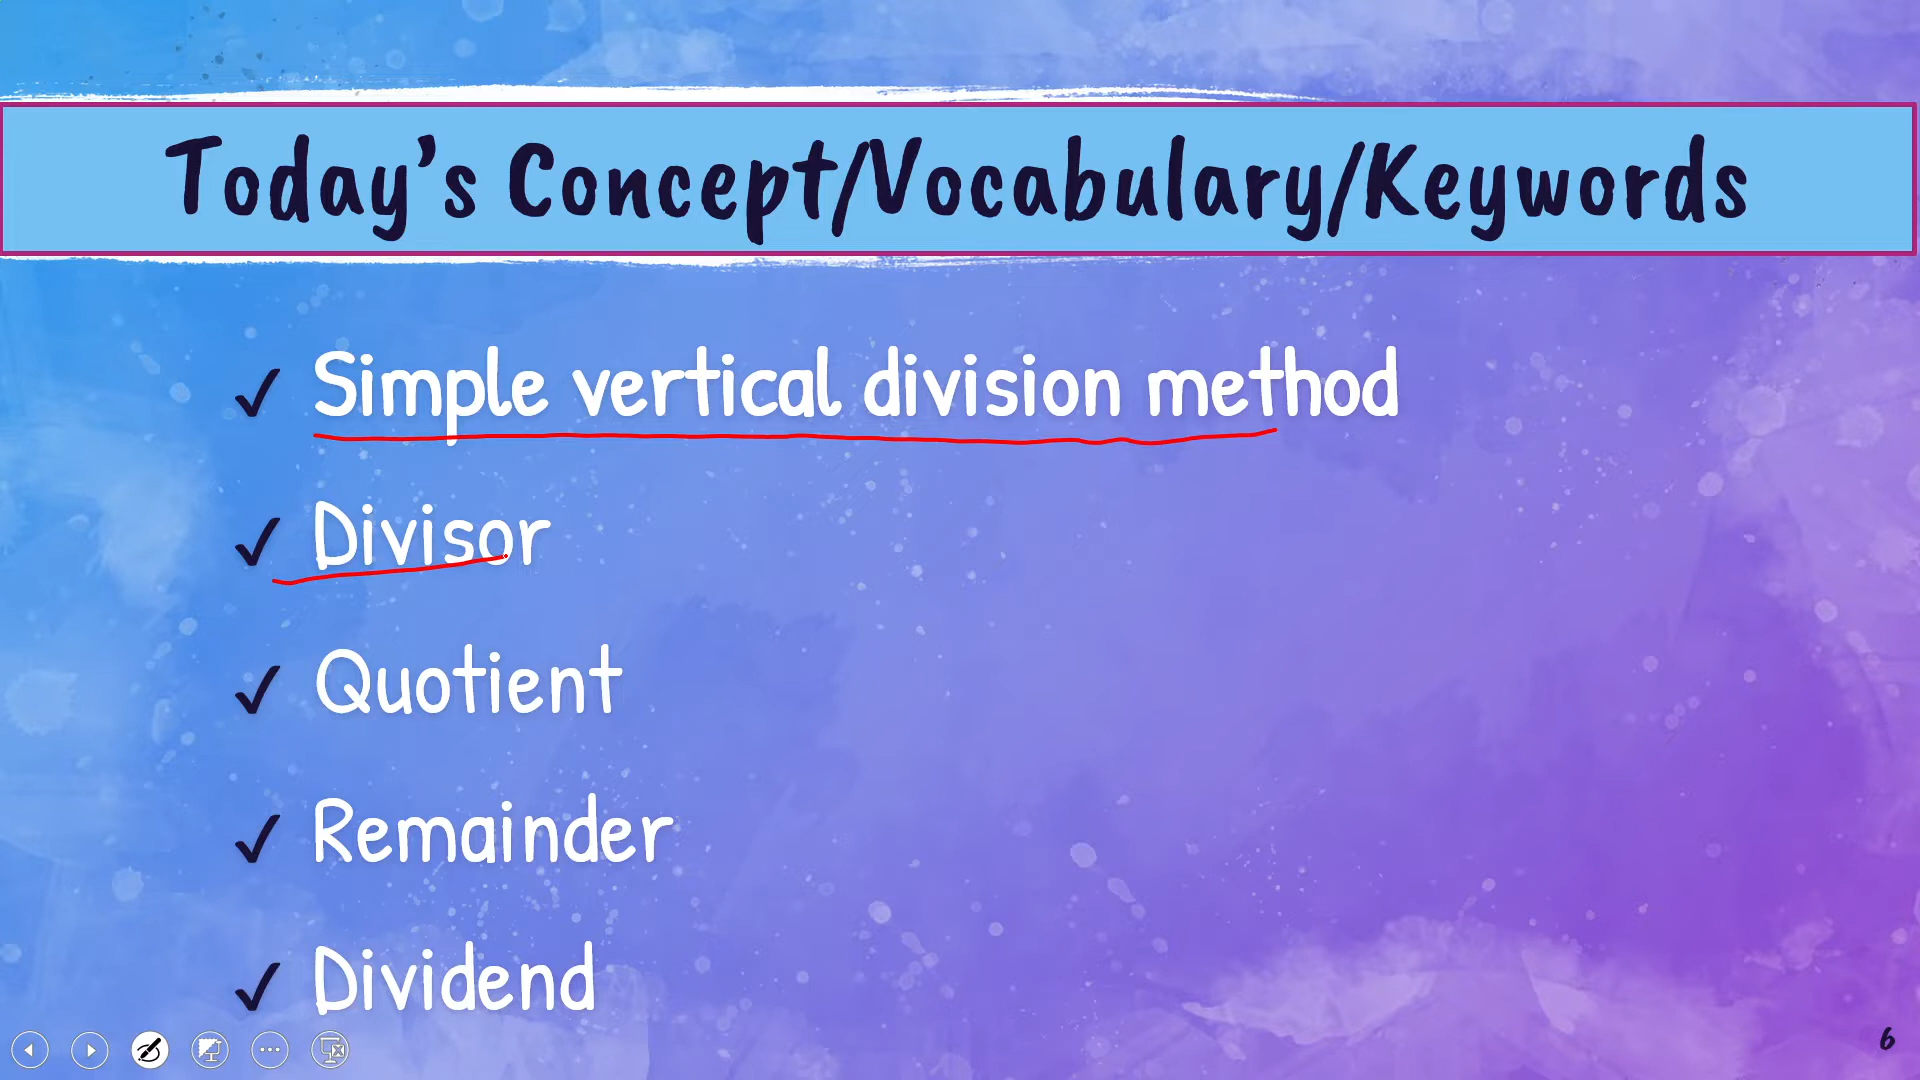 Today's Concept/Vocabulary/Keywords
✓ Simple vertical division method
✓ Divisor
✓ Quotient
✓ Remainder
✓ Dividend
6